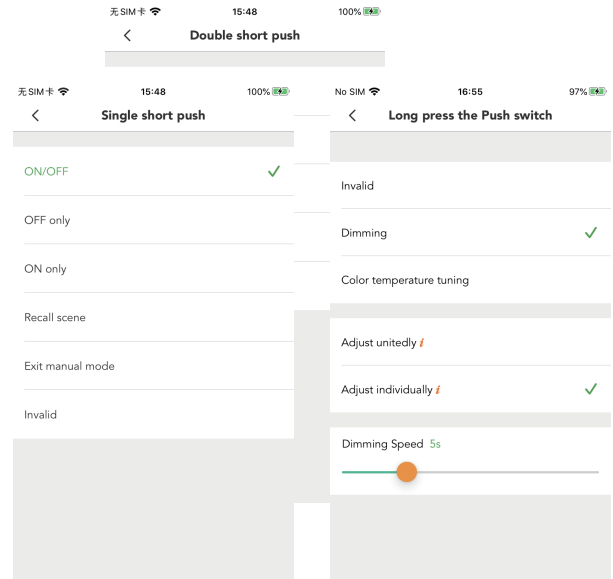 无SIM卡 15:48 100%
Double short push
无SIM卡 15:48 100%
Single short push
ON/OFF
OFF only
ON only
Recall scene
Exit manual mode
Invalid
No SIM 16:55 97%
Long press the Push switch
Invalid
Dimming
Color temperature tuning
Adjust unitedly i
Adjust individually i
Dimming Speed 5s